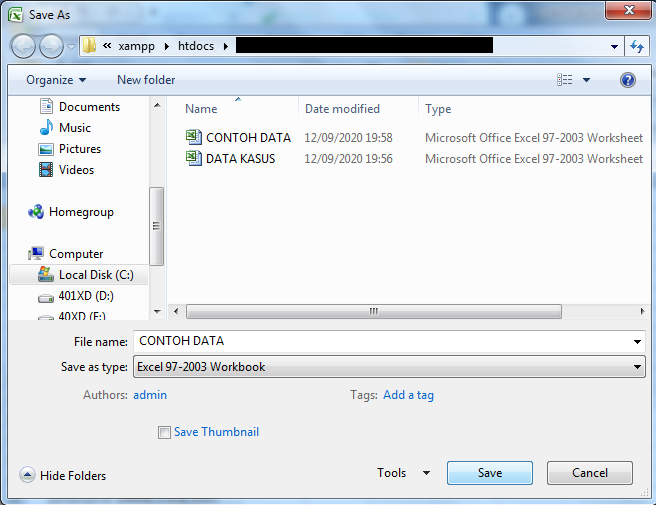 Save As
« xampp htdocs
Organize New folder
Name Date modified Type
Documents
Music
Pictures
Videos
Homegroup
Computer
Local Disk (C:)
401XD (D:)
40XD (E:)
CONTOH DATA 12/09/2020 19:58 Microsoft Office Excel 97-2003 Worksheet
DATA KASUS 12/09/2020 19:56 Microsoft Office Excel 97-2003 Worksheet
File name: CONTOH DATA
Save as type: Excel 97-2003 Workbook
Authors: admin Tags: Add a tag
Save Thumbnail
Hide Folders Tools Save Cancel